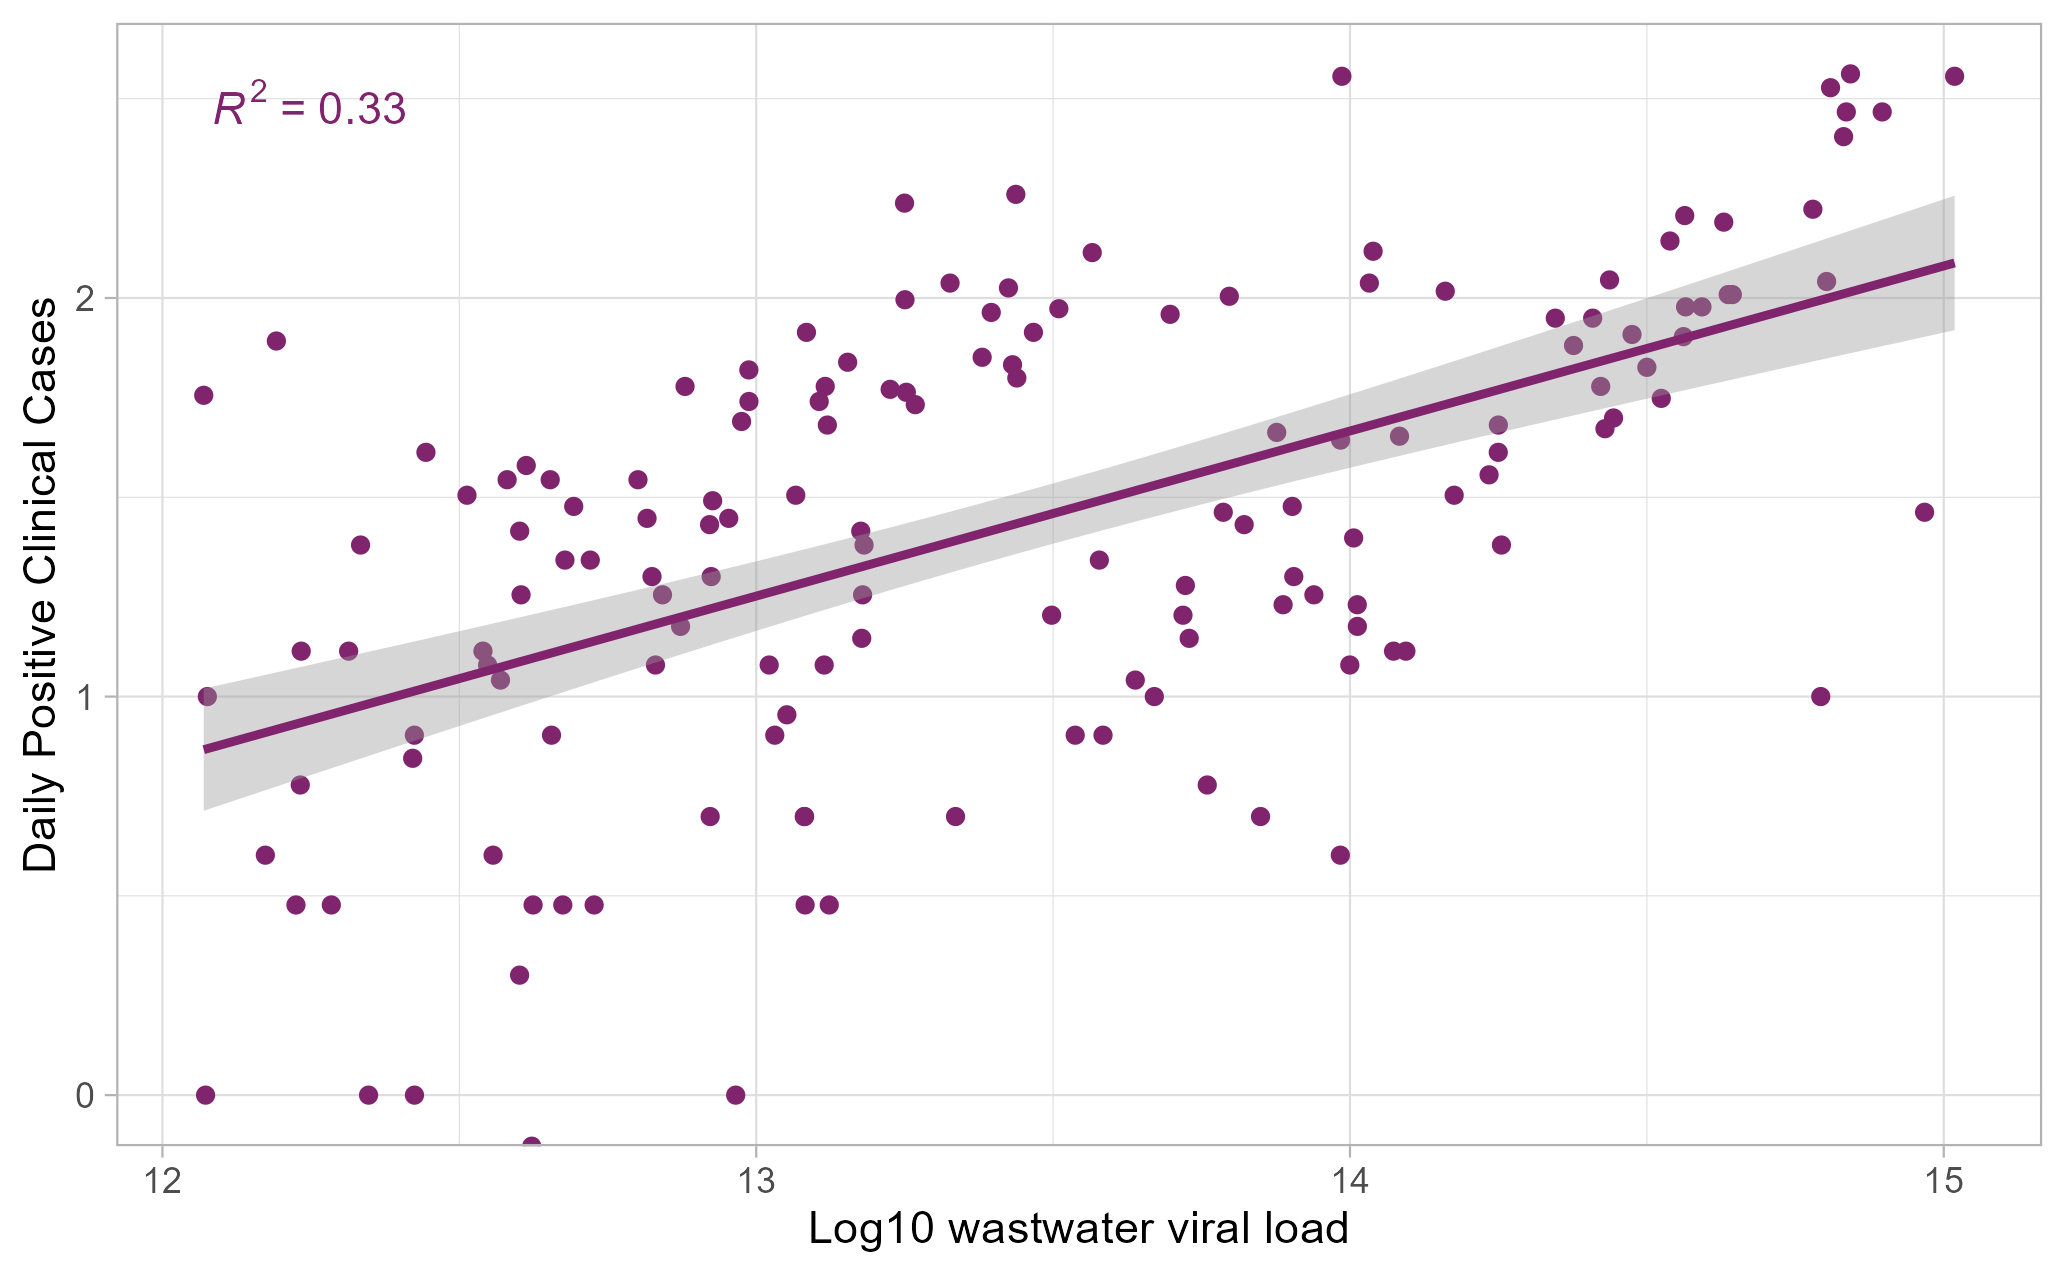 R² = 0.33
Daily Positive Clinical Cases
2
1
0
12 13 14 15
Log10 wastwater viral load